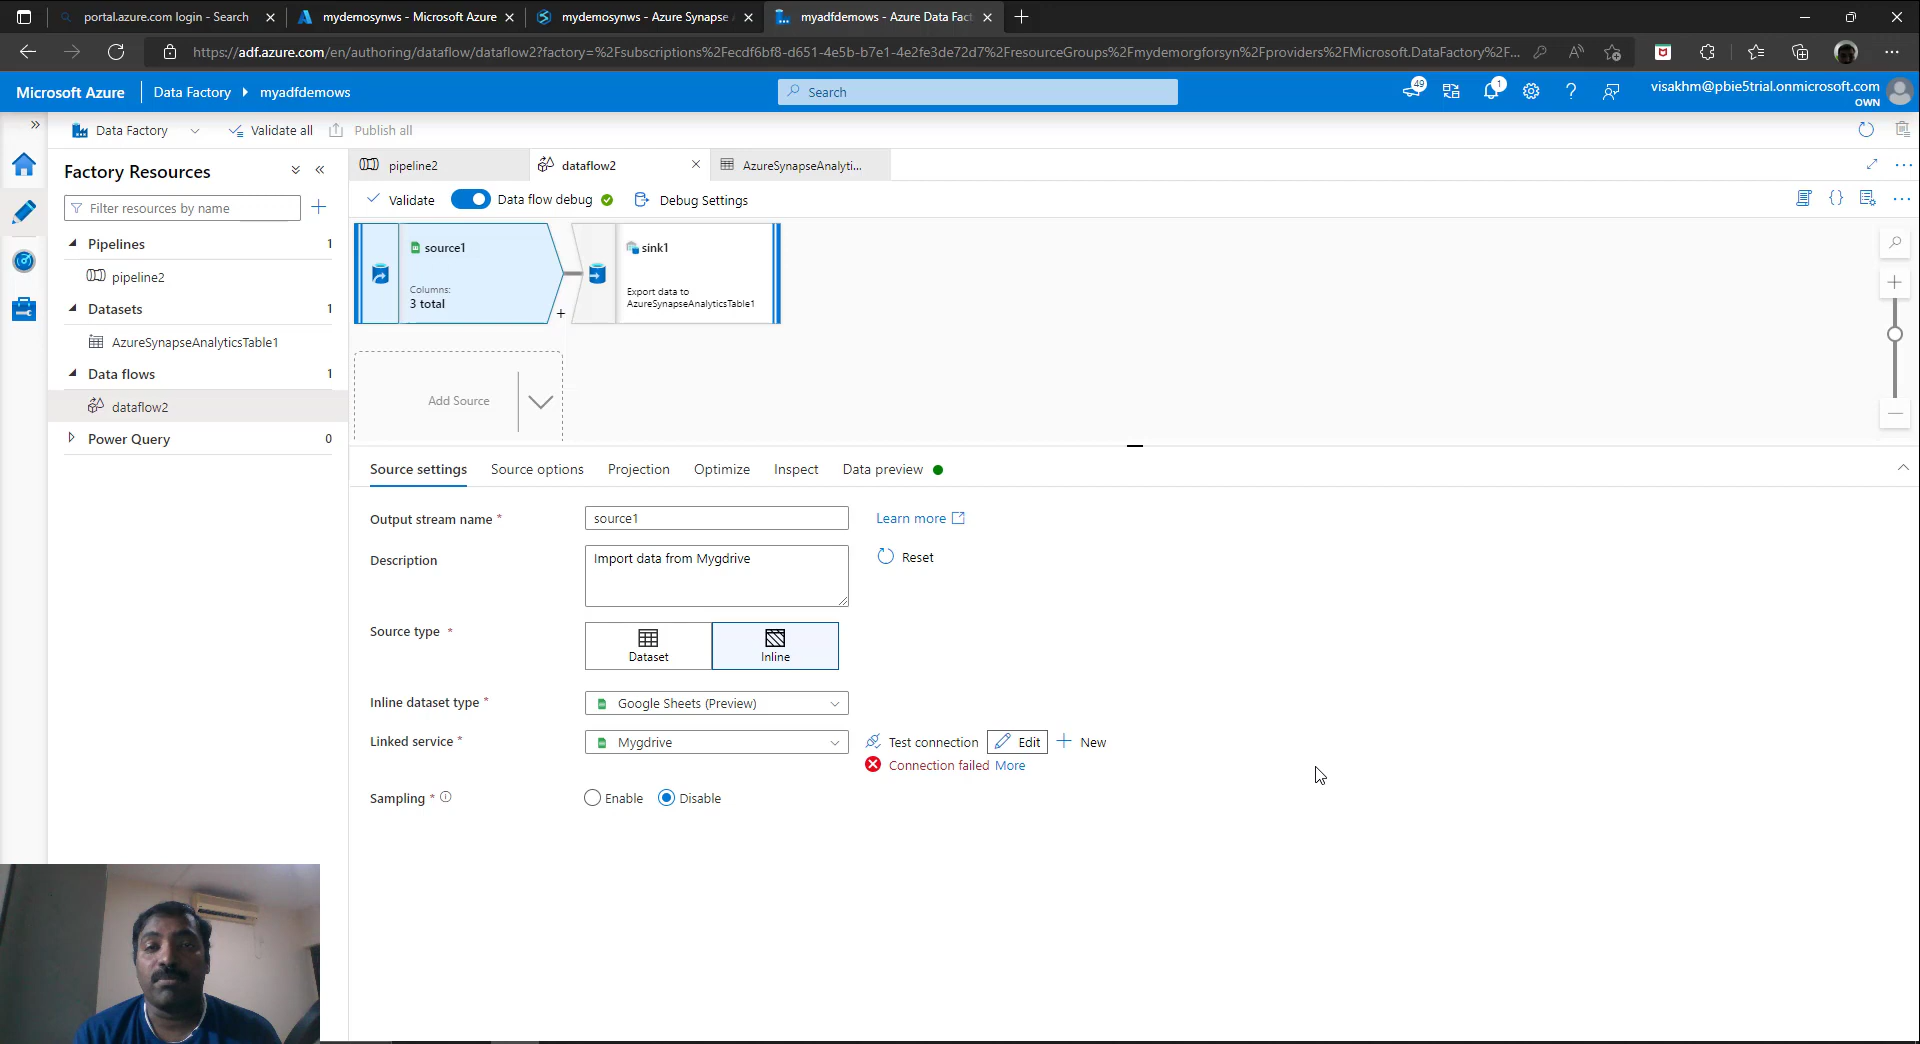 portal.azure.com login - Search
mydemosynws - Microsoft Azure
mydemosynws - Azure Synapse
myadfdemows - Azure Data Fact
https://adf.azure.com/en/authoring/dataflow/dataflow2?factory=%2Fsubscriptions%2Fecdf6bf8-d651-4e5b-b7e1-4e2fe3de72d7%2FresourceGroups%2Fmydemorgforsyn%2Fproviders%2FMicrosoft.DataFactory%2F...
Microsoft Azure
Data Factory
myadfdemows
Search
49
1
visakhm@pbie5trial.onmicrosoft.com
OWN
Data Factory
Validate all
Publish all
Factory Resources
Filter resources by name
Pipelines 1
pipeline2
Datasets 1
AzureSynapseAnalyticsTable1
Data flows 1
dataflow2
Power Query 0
pipeline2
dataflow2
AzureSynapseAnalyti...
Validate
Data flow debug
Debug Settings
source1
Columns:
3 total
sink1
Export data to
AzureSynapseAnalyticsTable1
Add Source
Source settings
Source options
Projection
Optimize
Inspect
Data preview
Output stream name *
source1
Learn more
Description
Import data from Mygdrive
Reset
Source type *
Dataset
Inline
Inline dataset type *
Google Sheets (Preview)
Linked service *
Mygdrive
Test connection
Edit
New
Connection failed More
Sampling *
Enable
Disable